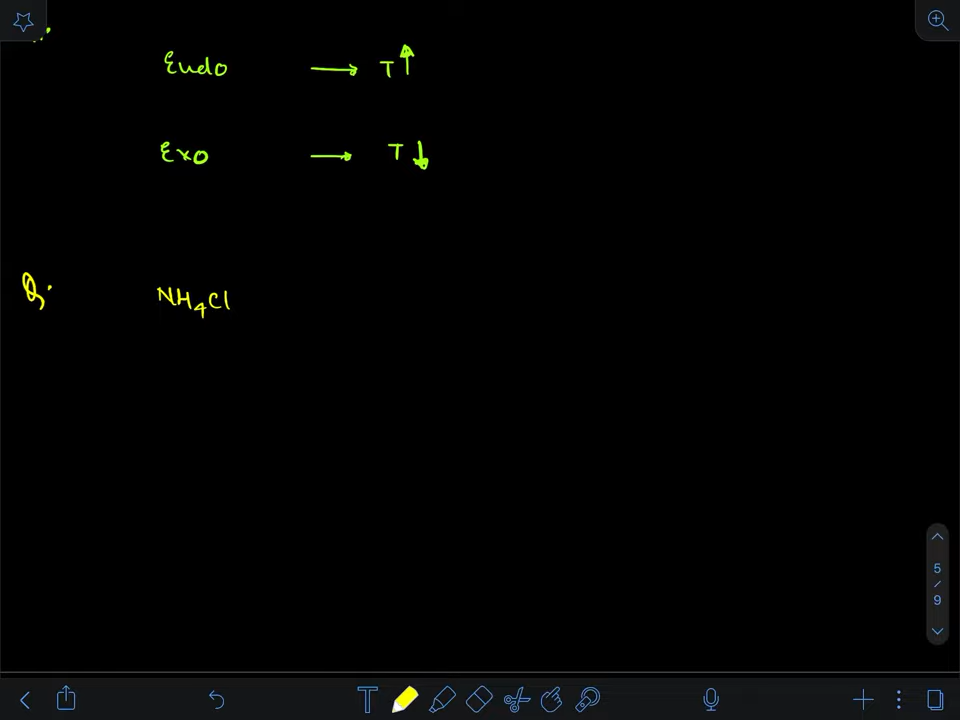 Endo → T ↑
Exo → T ↓
Q. NH₄Cl
T
5
/
9